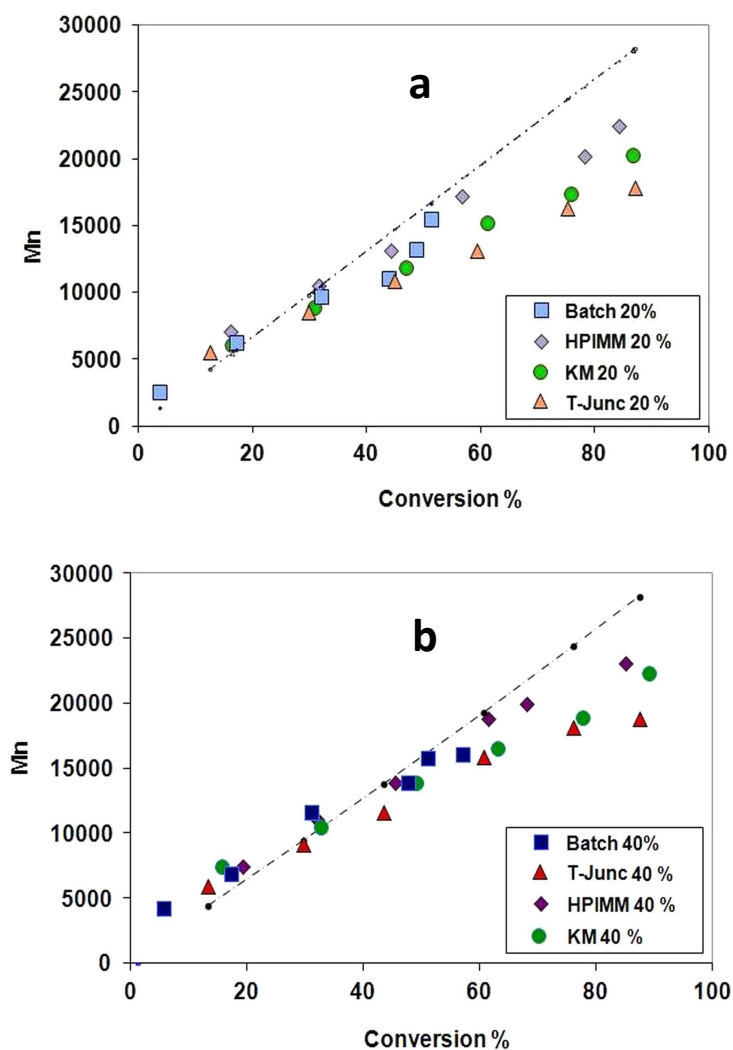 30000
a
25000
20000
15000
Mn
10000
Batch 20%
HPIMM 20 %
5000
KM 20 %
T-Junc 20 %
0
0 20 40 60 80 100
Conversion %
30000
b
25000
20000
Mn
15000
10000
Batch 40%
T-Junc 40 %
5000
HPIMM 40 %
KM 40 %
0
0 20 40 60 80 100
Conversion %